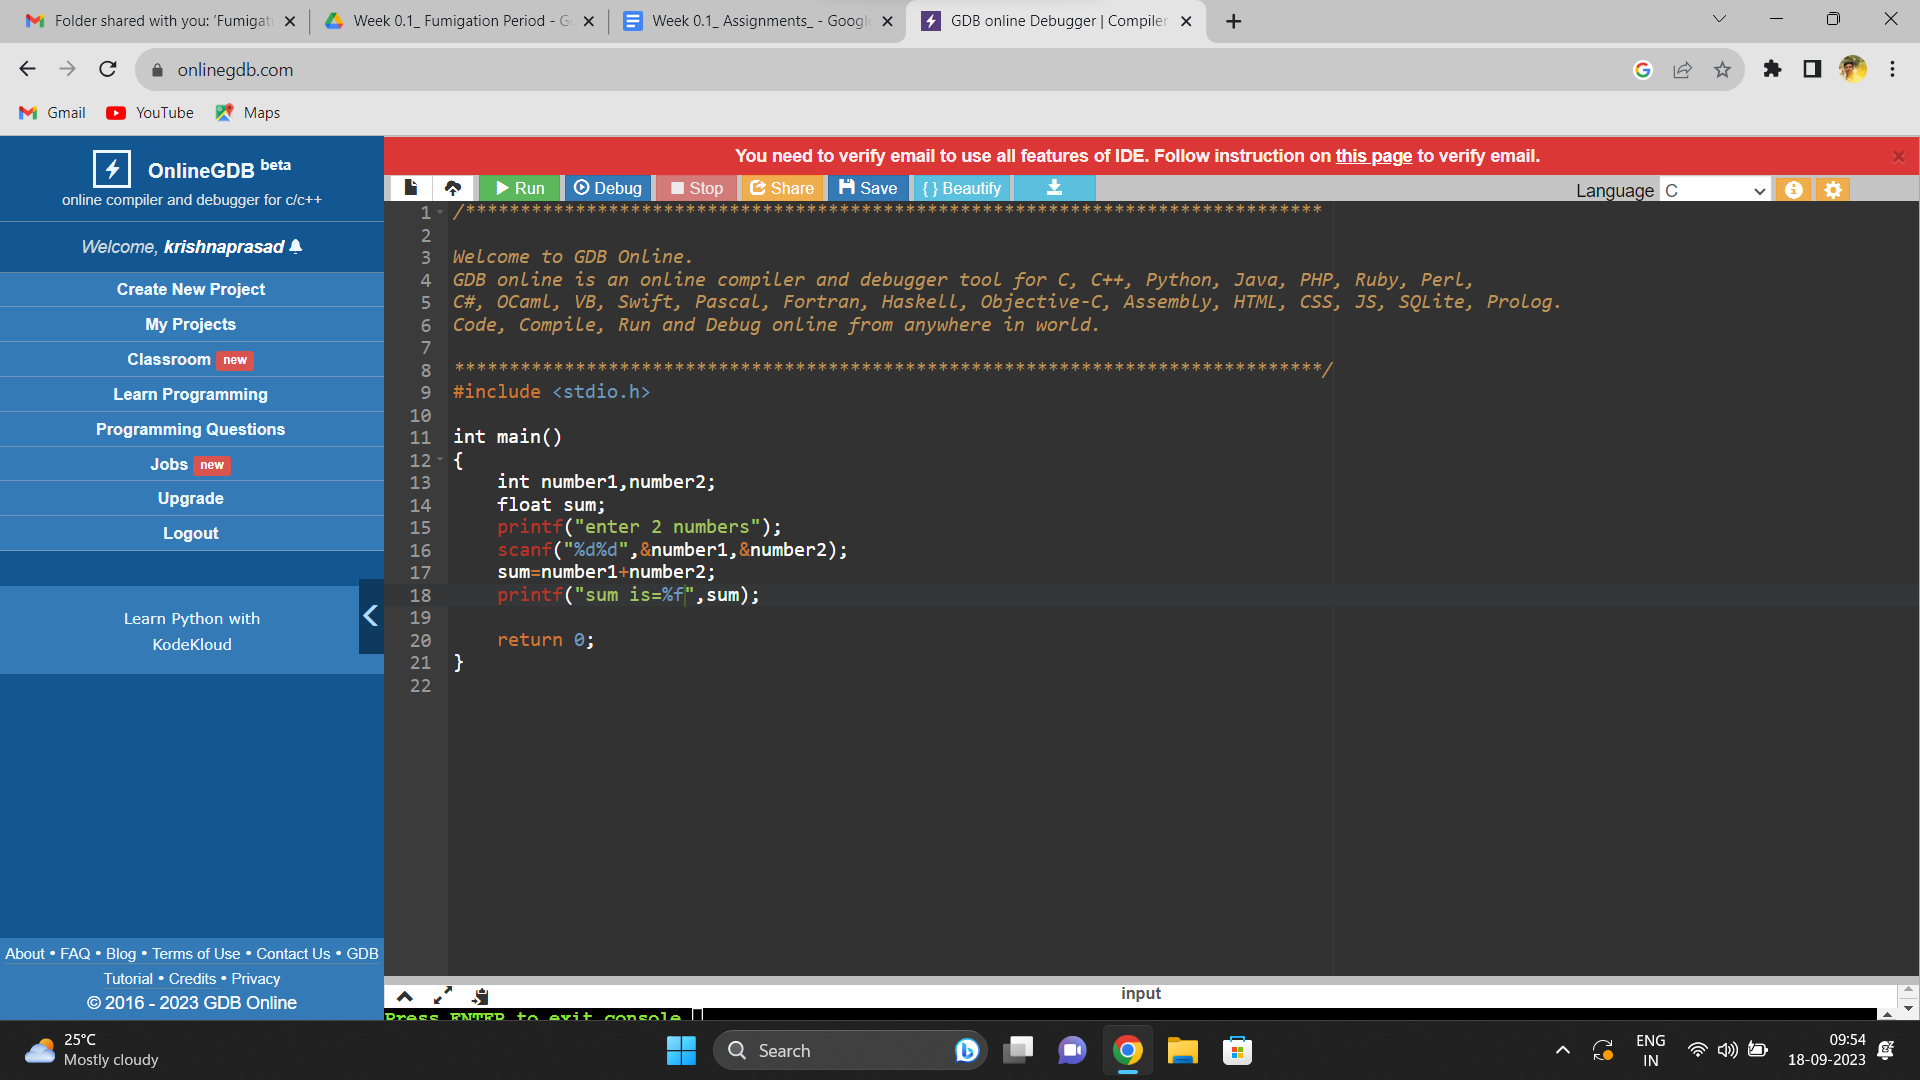 Folder shared with you: ‘Fumigati
Week 0.1_ Fumigation Period - G
Week 0.1_ Assignments_ - Google
GDB online Debugger | Compiler
onlinegdb.com
Gmail YouTube Maps
OnlineGDB beta
online compiler and debugger for c/c++
Welcome, krishnaprasad
Create New Project
My Projects
Classroom new
Learn Programming
Programming Questions
Jobs new
Upgrade
Logout
Learn Python with
KodeKloud
About • FAQ • Blog • Terms of Use • Contact Us • GDB
Tutorial • Credits • Privacy
© 2016 - 2023 GDB Online
You need to verify email to use all features of IDE. Follow instruction on this page to verify email.
Run Debug Stop Share Save { } Beautify
Language C
1 /******************************************************************************
2
3 Welcome to GDB Online.
4 GDB online is an online compiler and debugger tool for C, C++, Python, Java, PHP, Ruby, Perl,
5 C#, OCaml, VB, Swift, Pascal, Fortran, Haskell, Objective-C, Assembly, HTML, CSS, JS, SQLite, Prolog.
6 Code, Compile, Run and Debug online from anywhere in world.
7
8 *******************************************************************************/
9 #include <stdio.h>
10
11 int main()
12 {
13     int number1,number2;
14     float sum;
15     printf("enter 2 numbers");
16     scanf("%d%d",&number1,&number2);
17     sum=number1+number2;
18     printf("sum is=%f",sum);
19
20     return 0;
21 }
22
input
Press ENTER to exit console.
25°C
Mostly cloudy
Search
ENG
IN
09:54
18-09-2023